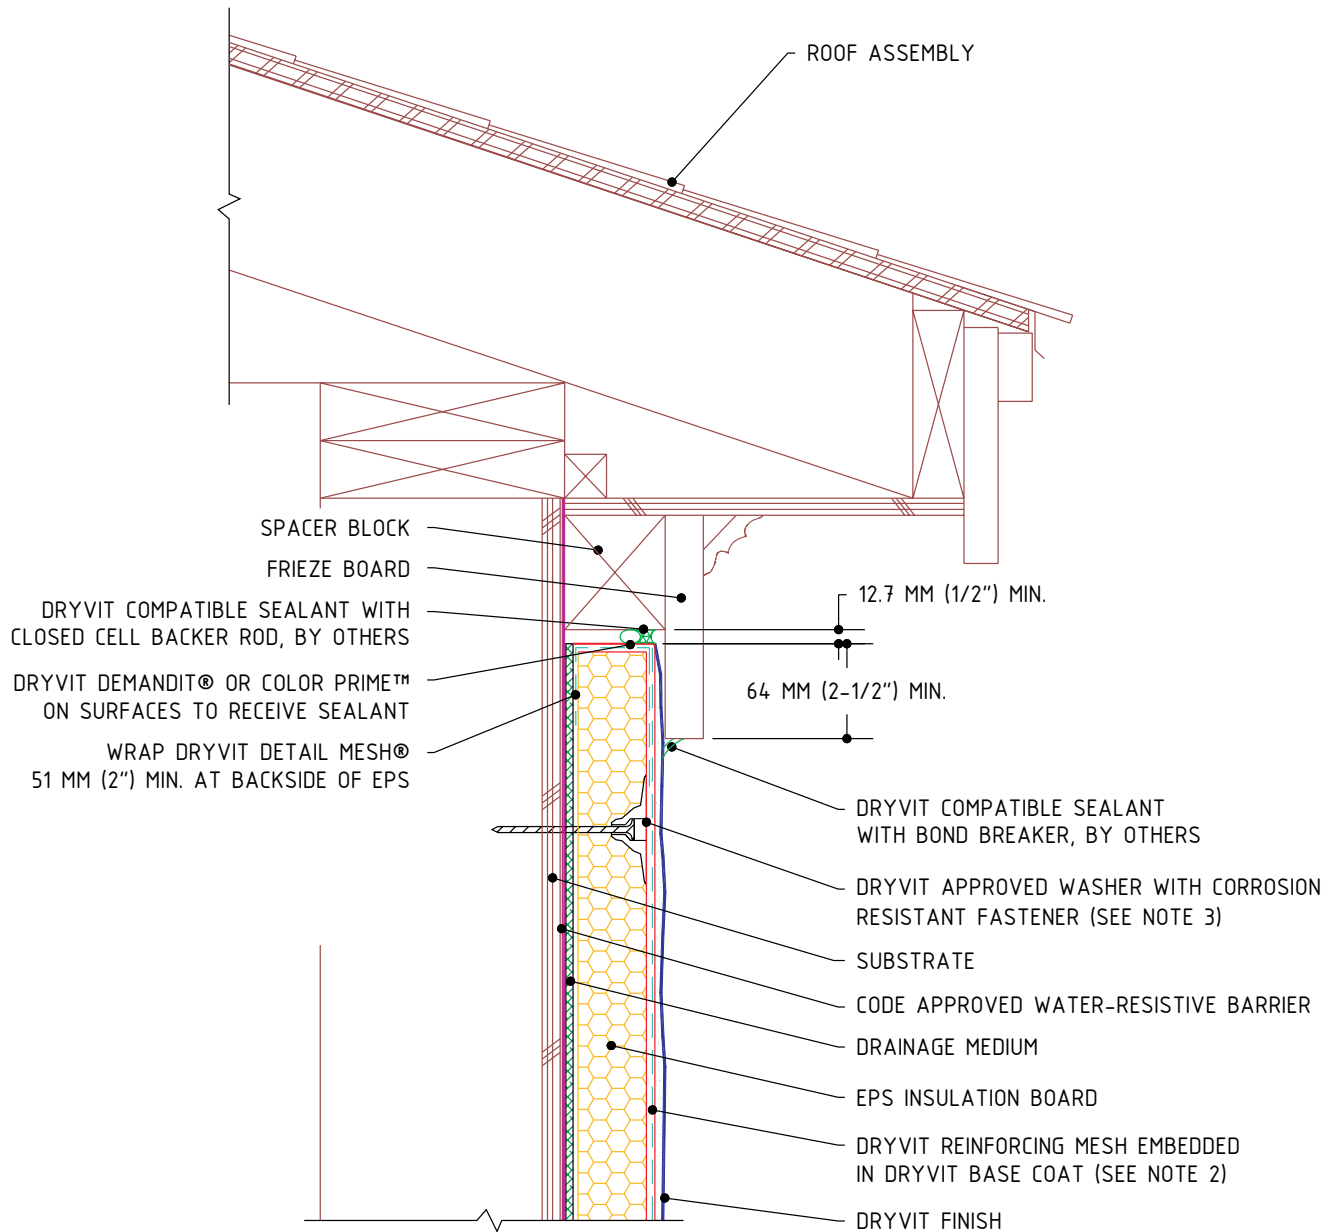 ROOF ASSEMBLY
SPACER BLOCK
FRIEZE BOARD
DRYVIT COMPATIBLE SEALANT WITH
CLOSED CELL BACKER ROD, BY OTHERS
DRYVIT DEMANDIT® OR COLOR PRIME™
ON SURFACES TO RECEIVE SEALANT
WRAP DRYVIT DETAIL MESH®
51 MM (2") MIN. AT BACKSIDE OF EPS
12.7 MM (1/2") MIN.
64 MM (2-1/2") MIN.
DRYVIT COMPATIBLE SEALANT
WITH BOND BREAKER, BY OTHERS
DRYVIT APPROVED WASHER WITH CORROSION
RESISTANT FASTENER (SEE NOTE 3)
SUBSTRATE
CODE APPROVED WATER-RESISTIVE BARRIER
DRAINAGE MEDIUM
EPS INSULATION BOARD
DRYVIT REINFORCING MESH EMBEDDED
IN DRYVIT BASE COAT (SEE NOTE 2)
DRYVIT FINISH